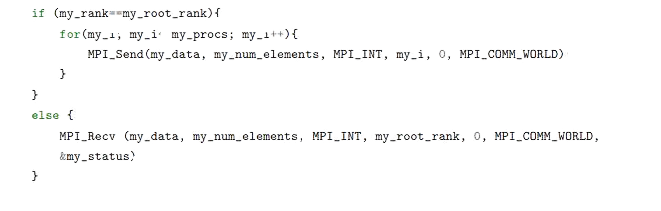 if (my_rank==my_root_rank){
for(my_i; my_i< my_procs; my_i++){
MPI_Send(my_data, my_num_elements, MPI_INT, my_i, 0, MPI_COMM_WORLD)
}
}
else {
MPI_Recv (my_data, my_num_elements, MPI_INT, my_root_rank, 0, MPI_COMM_WORLD,
&my_status)
}